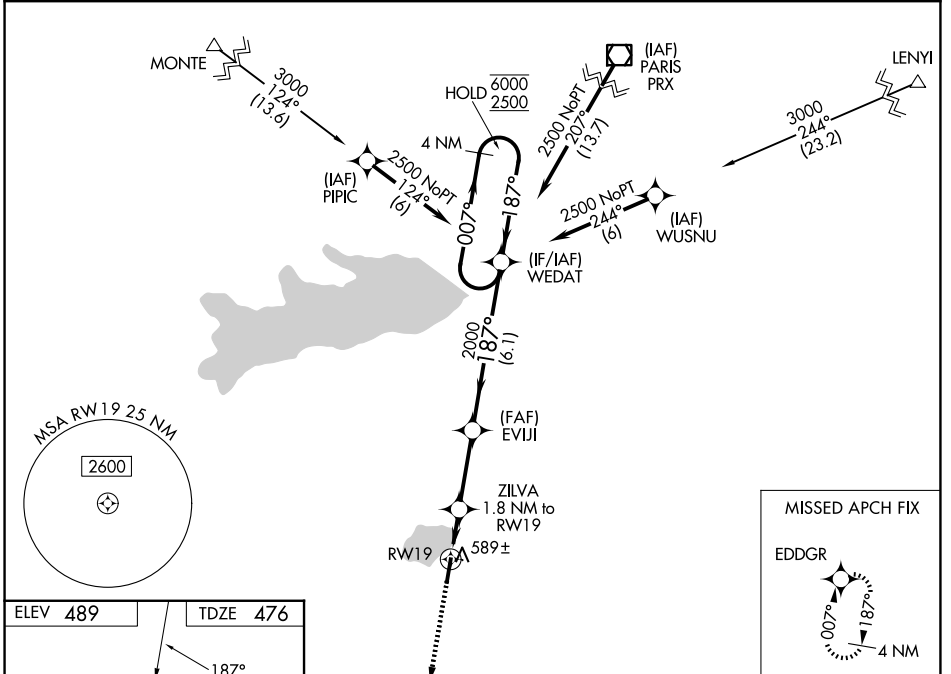 MONTE
3000
124°
(13.6)
(IAF)
PIPIC
2500 NoPT
124°
(6)
HOLD
6000
2500
4 NM
007°
187°
(IAF)
PARIS
PRX
2500 NoPT
207°
(13.7)
LENYI
3000
244°
(23.2)
2500 NoPT
244°
(6)
(IAF)
WUSNU
(IF/IAF)
WEDAT
2000
187°
(6.1)
(FAF)
EVIJI
ZILVA
1.8 NM to
RW19
RW19
589±
MSA RW19 25 NM
2600
MISSED APCH FIX
EDDGR
007°
187°
4 NM
ELEV 489
TDZE 476
187°